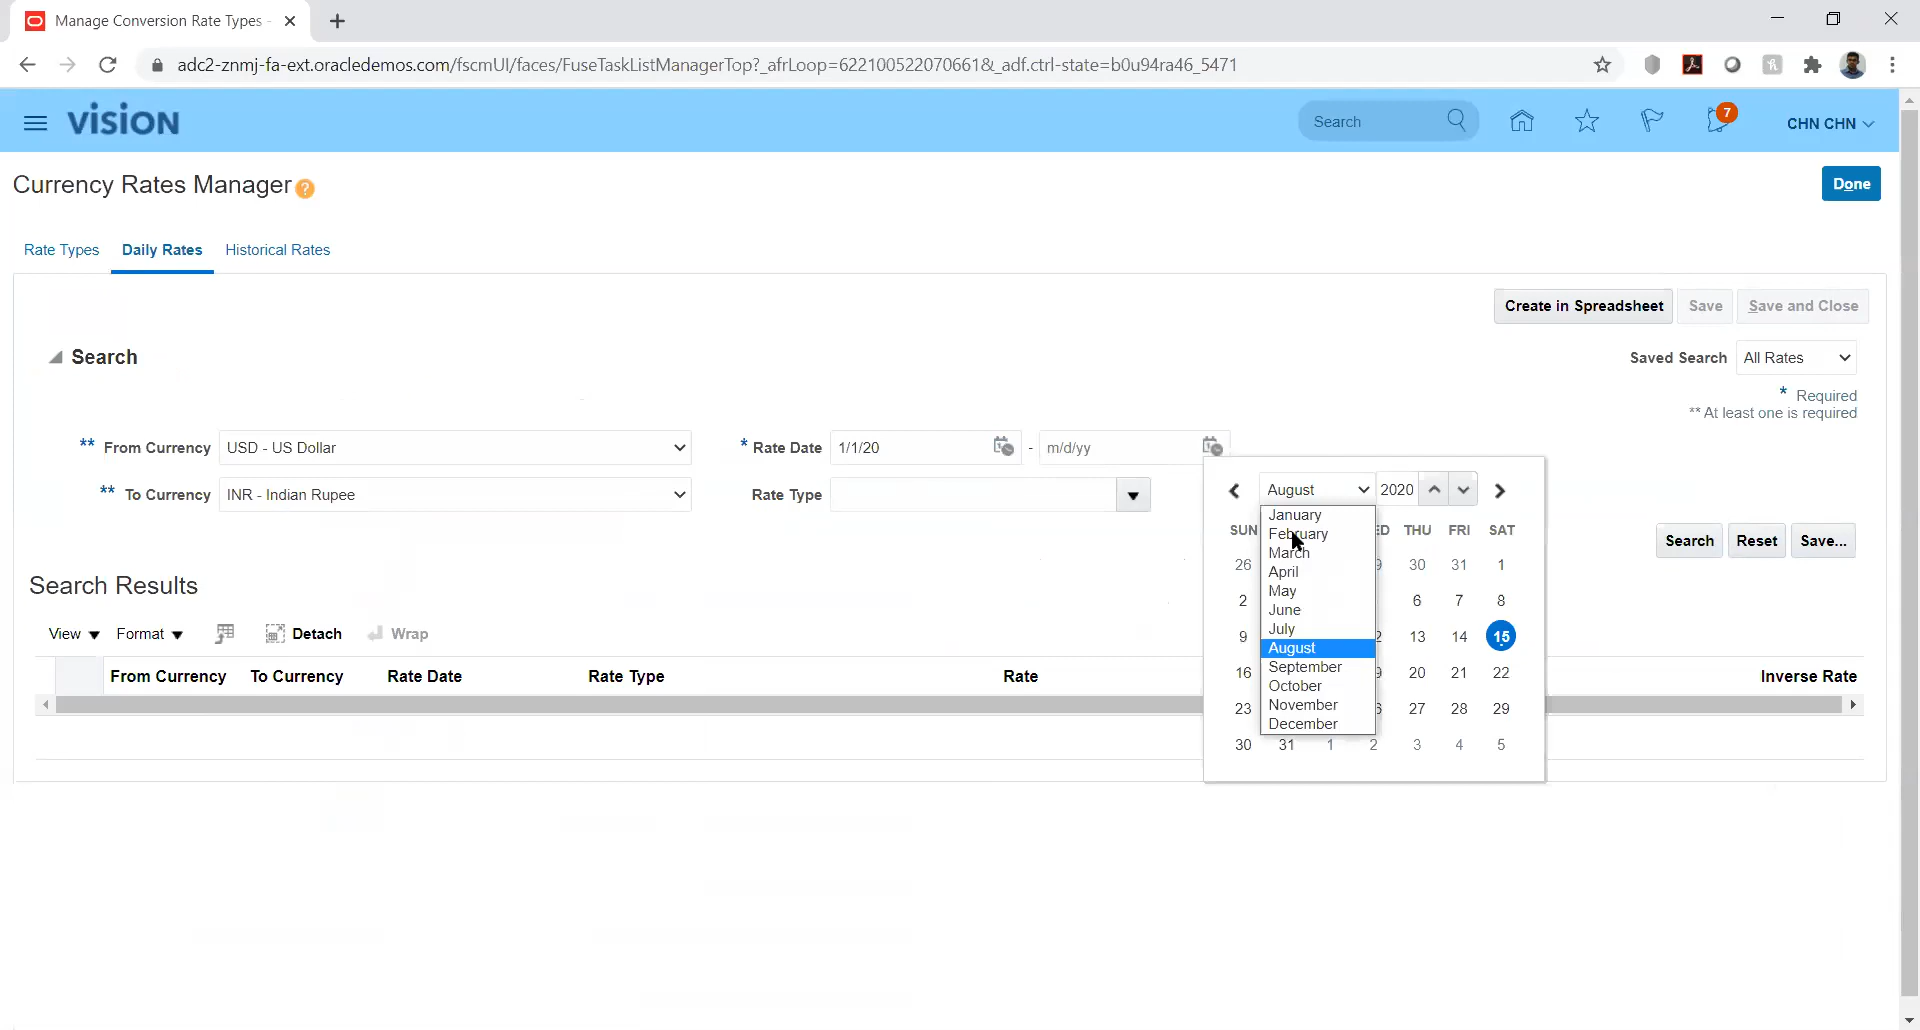 Manage Conversion Rate Types -
adc2-znmj-fa-ext.oracledemos.com/fscmUI/faces/FuseTaskListManagerTop?_afrLoop=622100522070661&_adf.ctrl-state=b0u94ra46_5471
vision
Search
7
CHN CHN
Currency Rates Manager ?
Done
Rate Types Daily Rates Historical Rates
Create in Spreadsheet Save Save and Close
Search
Saved Search All Rates
* Required
** At least one is required
** From Currency USD - US Dollar
* Rate Date 1/1/20 - m/d/yy
** To Currency INR - Indian Rupee
Rate Type
August 2020
January
February
March
April
May
June
July
August
September
October
November
December
SUN ED THU FRI SAT
26 9 30 31 1
2 6 7 8
9 2 13 14 15
16 9 20 21 22
23 6 27 28 29
30 31 1 2 3 4 5
Search Reset Save...
Search Results
View Format Detach Wrap
From Currency To Currency Rate Date Rate Type Rate Inverse Rate